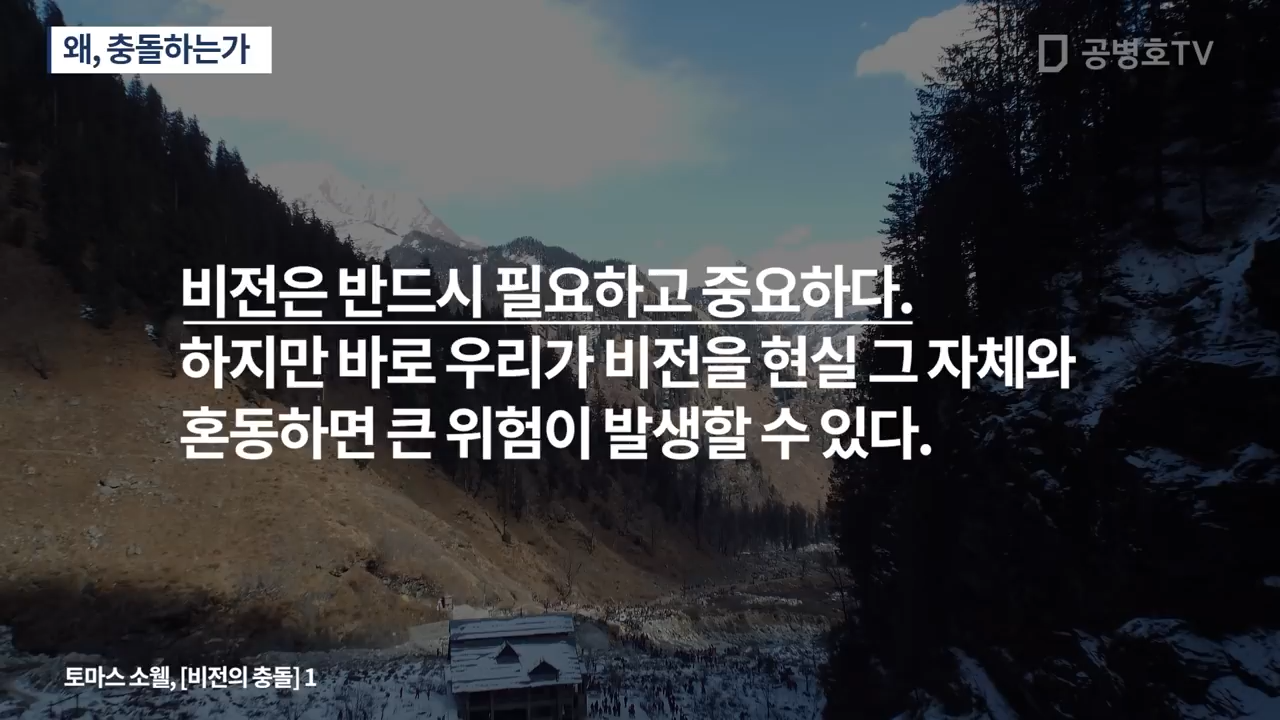 왜, 충돌하는가
공병호TV
비전은 반드시 필요하고 중요하다.
하지만 바로 우리가 비전을 현실 그 자체와
혼동하면 큰 위험이 발생할 수 있다.
토마스 소웰, [비전의 충돌] 1